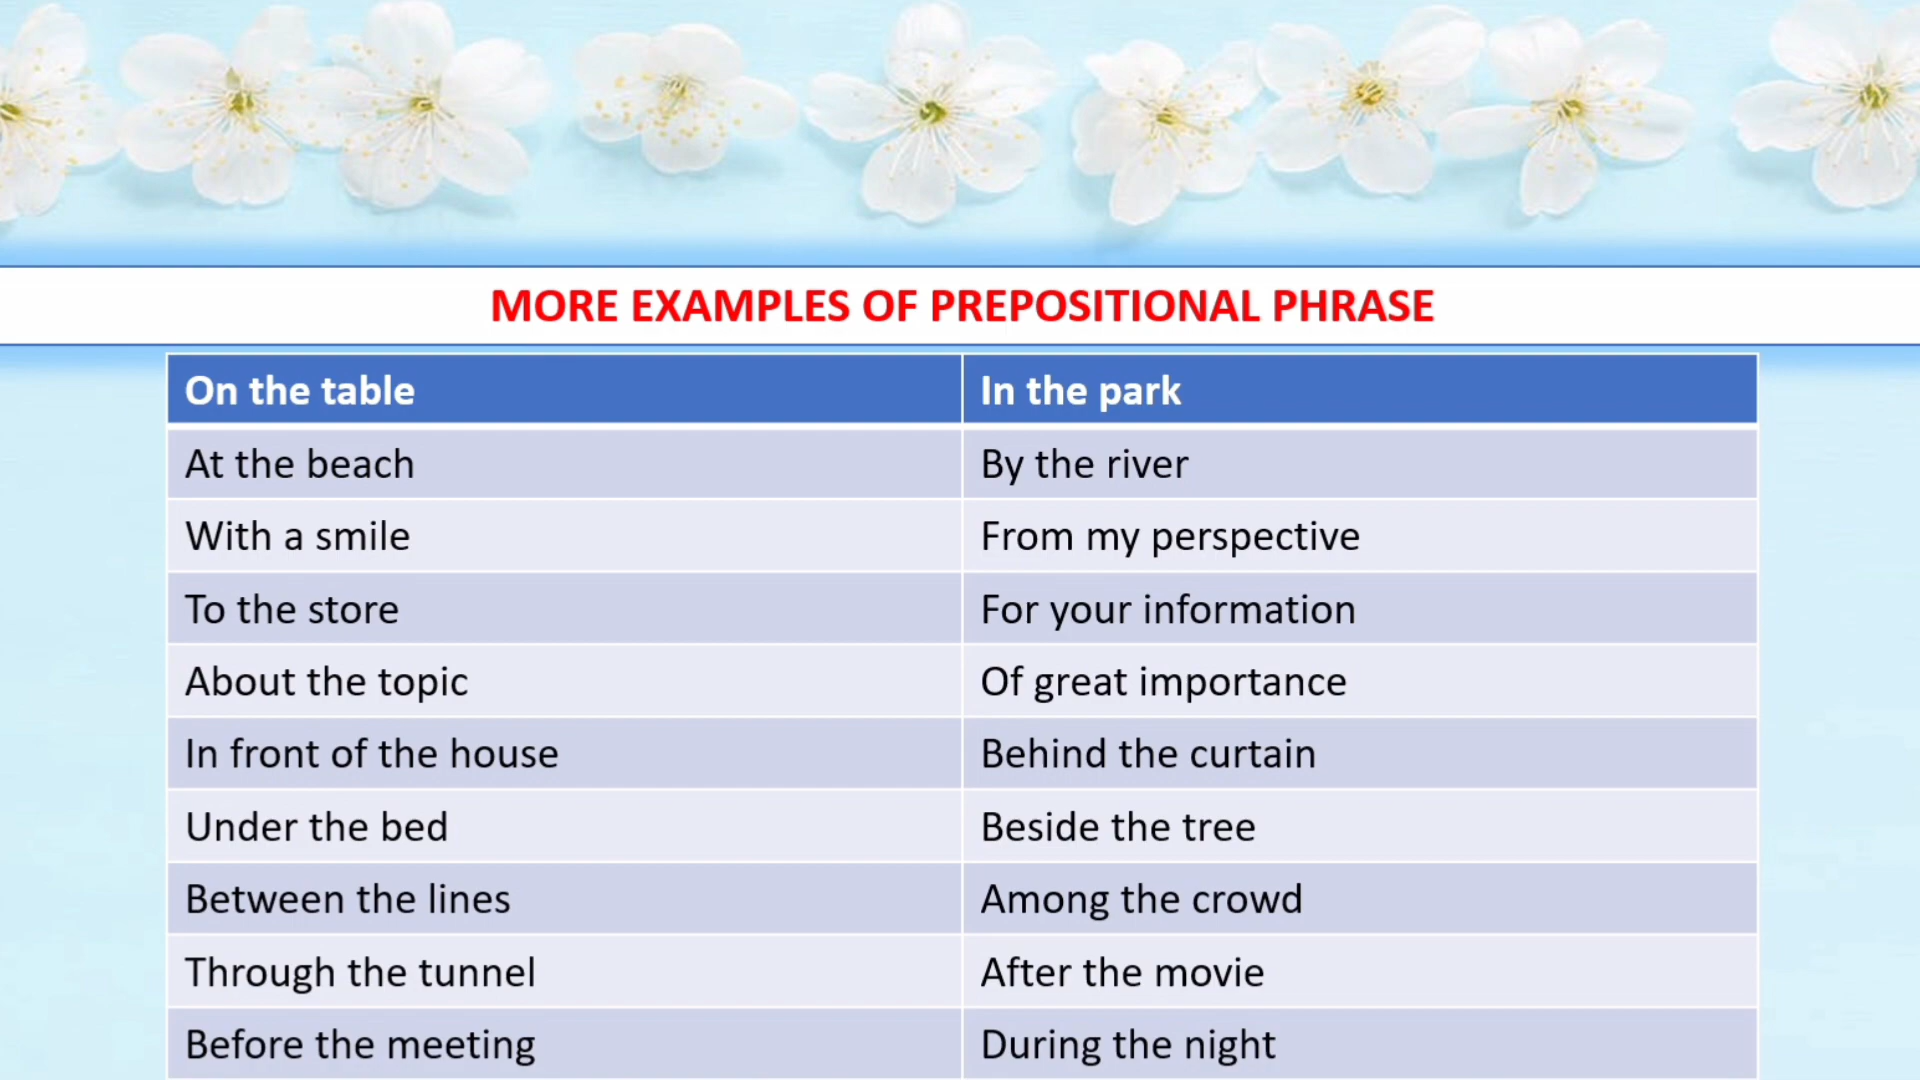 MORE EXAMPLES OF PREPOSITIONAL PHRASE
On the table In the park
At the beach By the river
With a smile From my perspective
To the store For your information
About the topic Of great importance
In front of the house Behind the curtain
Under the bed Beside the tree
Between the lines Among the crowd
Through the tunnel After the movie
Before the meeting During the night